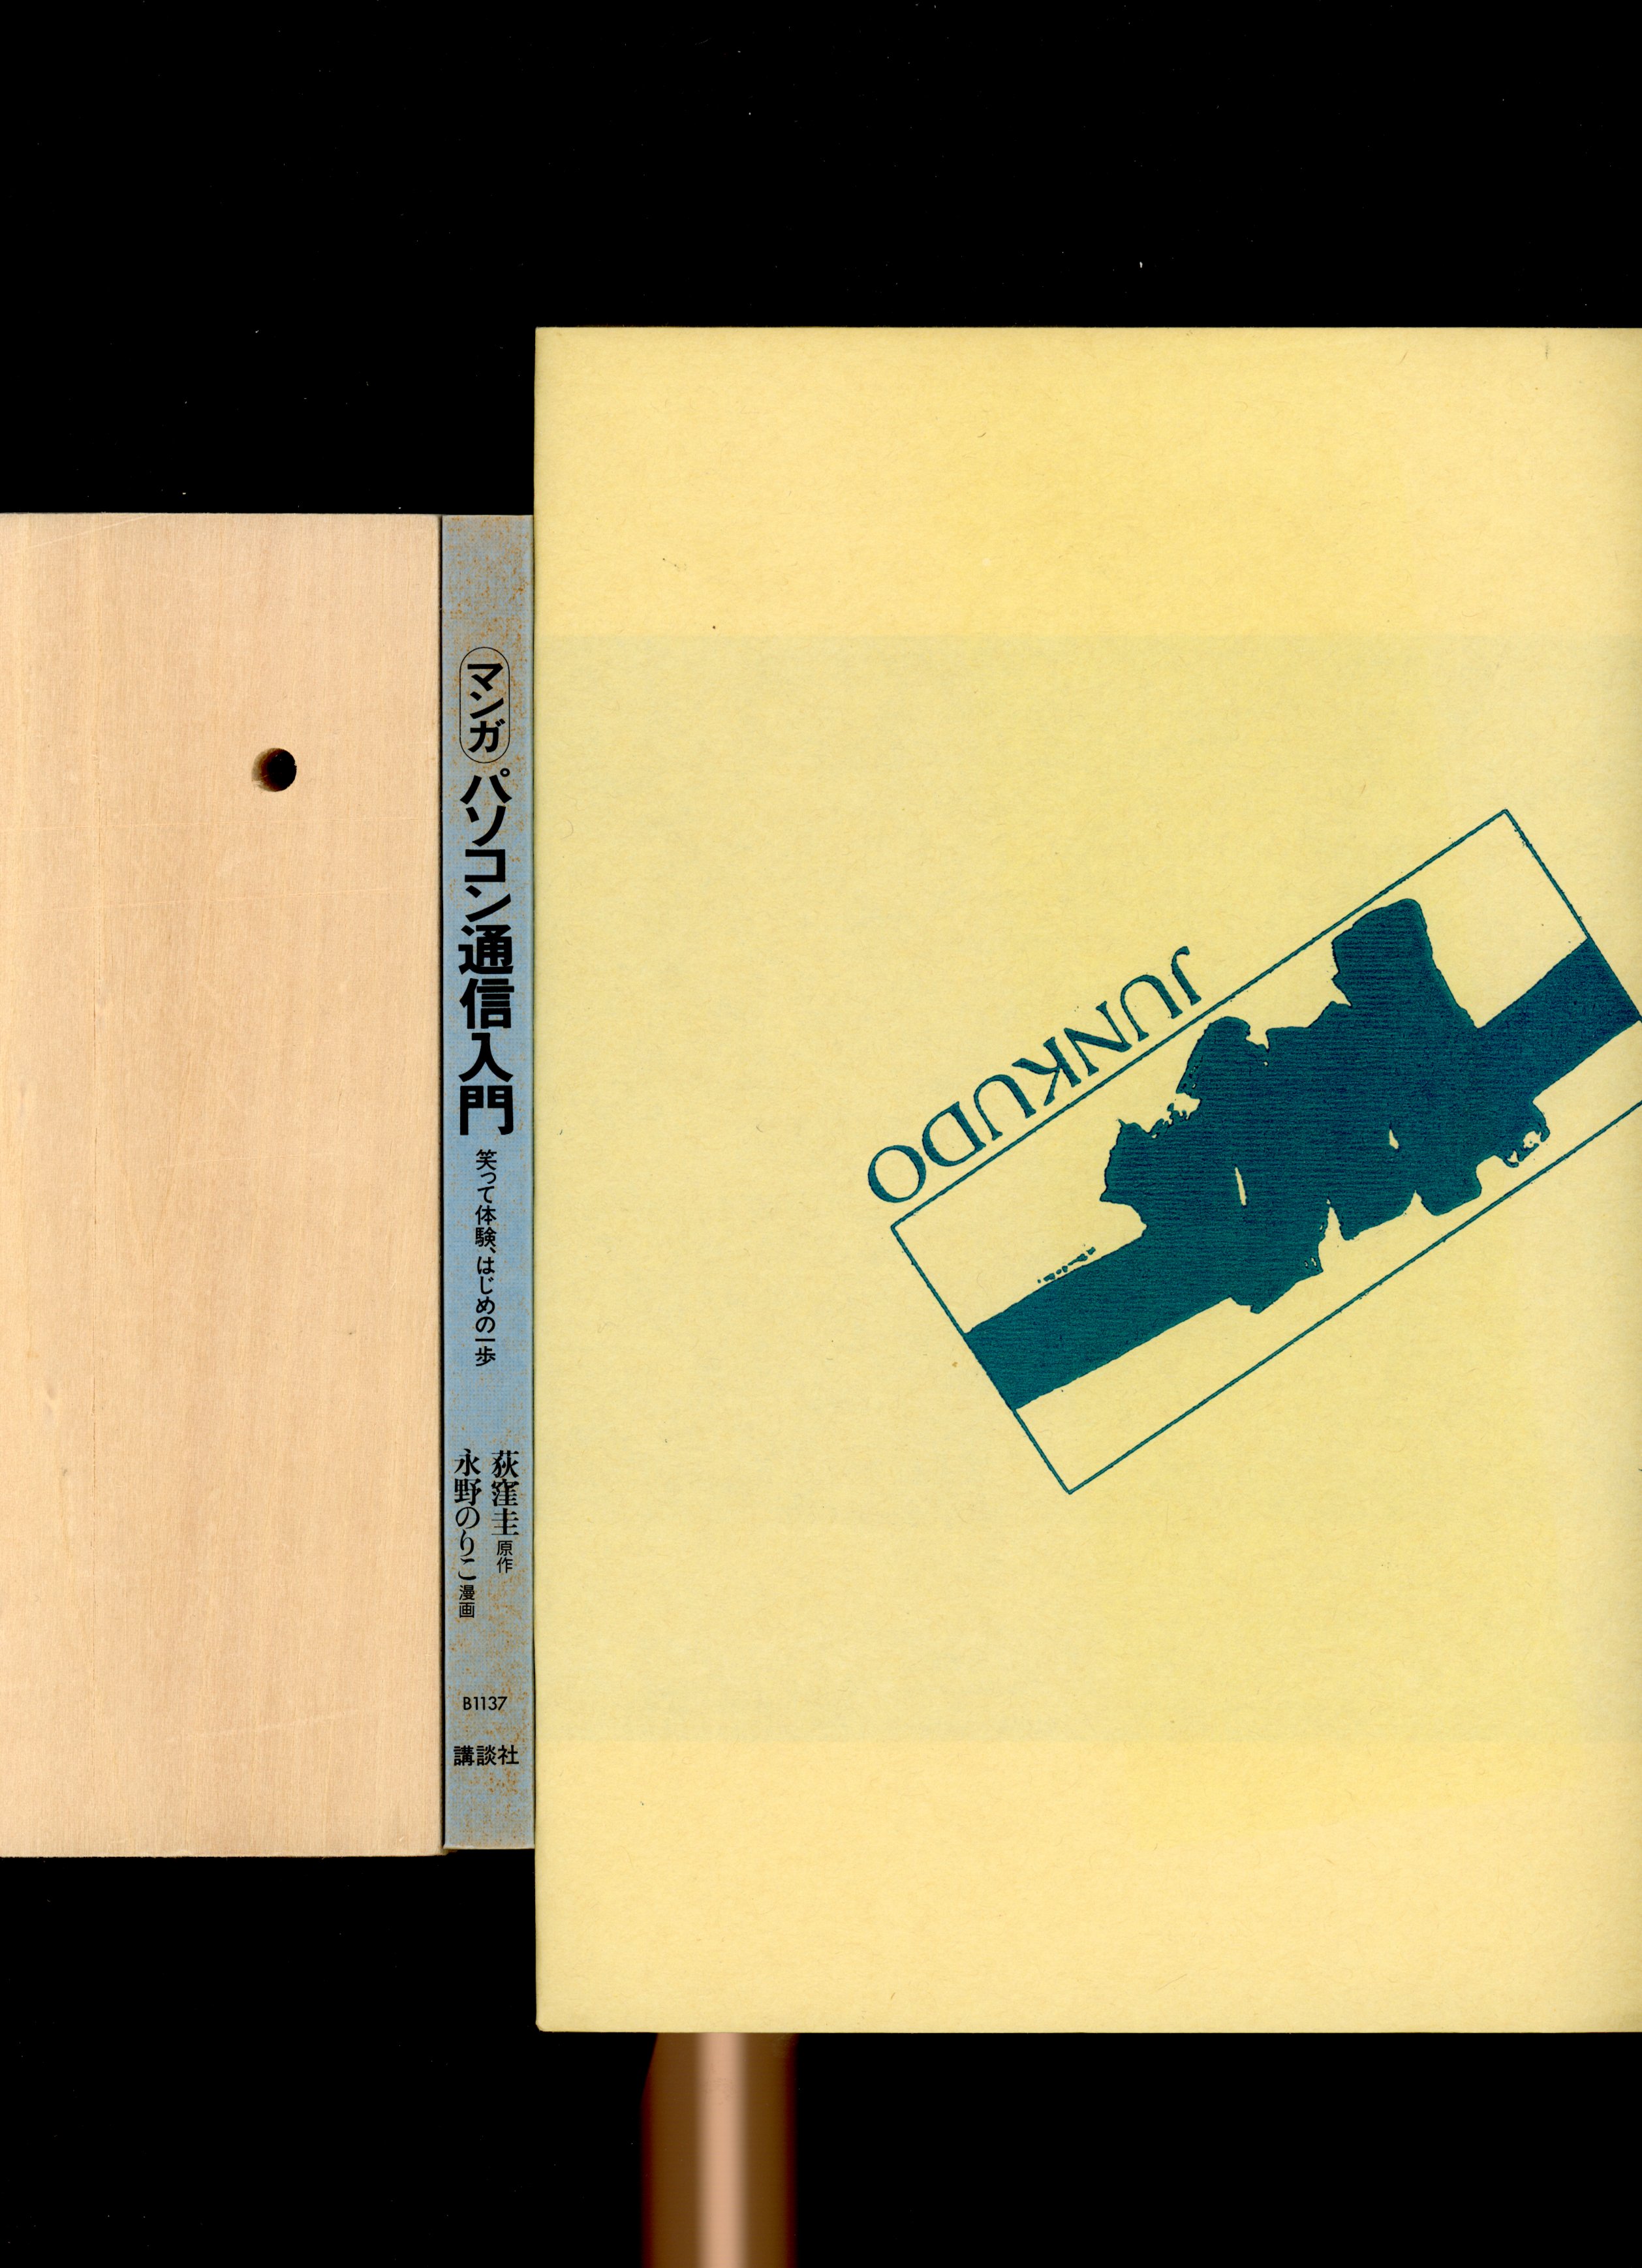 マンガ パソコン通信入門
笑って体験、はじめの一歩
荻窪圭 原作
永野のりこ 漫画
B1137
講談社
JUNKUDO